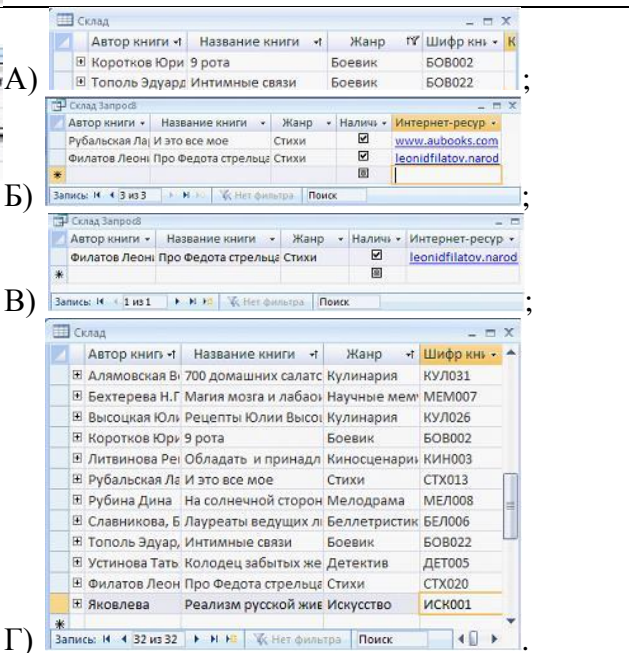 Склад
Автор книги Название книги Жанр Шифр кни К
Коротков Юри 9 рота Боевик БОВ002
А) Тополь Эдуард Интимные связи Боевик БОВ022 ;
Склад Запрос8
Автор книги Название книги Жанр Наличи Интернет-ресур
Рубальская Ла И это все мое Стихи www.aubooks.com
Филатов Леони Про Федота стрельца Стихи leonidfilatov.narod
Б) Запись: 3 из 3 Нет фильтра Поиск ;
Склад Запрос8
Автор книги Название книги Жанр Наличи Интернет-ресур
Филатов Леони Про Федота стрельца Стихи leonidfilatov.narod
В) Запись: 1 из 1 Нет фильтра Поиск ;
Склад
Автор книги Название книги Жанр Шифр кни
Алямовская Ве 700 домашних салатс Кулинария КУЛ031
Бехтерева Н.Г Магия мозга и лабао Научные мему МЕМ007
Высоцкая Юли Рецепты Юлии Высоц Кулинария КУЛ026
Коротков Юри 9 рота Боевик БОВ002
Литвинова Ре Обладать и принадл Киносценарии КИН003
Рубальская Ла И это все мое Стихи СТХ013
Рубина Дина На солнечной сторон Мелодрама МЕЛ008
Славникова, Б Лауреаты ведущих л Беллетристик БЕЛ006
Тополь Эдуар, Интимные связи Боевик БОВ022
Устинова Тать Колодец забытых же Детектив ДЕТ005
Филатов Леон Про Федота стрельца Стихи СТХ020
Яковлева Реализм русской жив Искусство ИСК001
Г) Запись: 32 из 32 Нет фильтра Поиск .